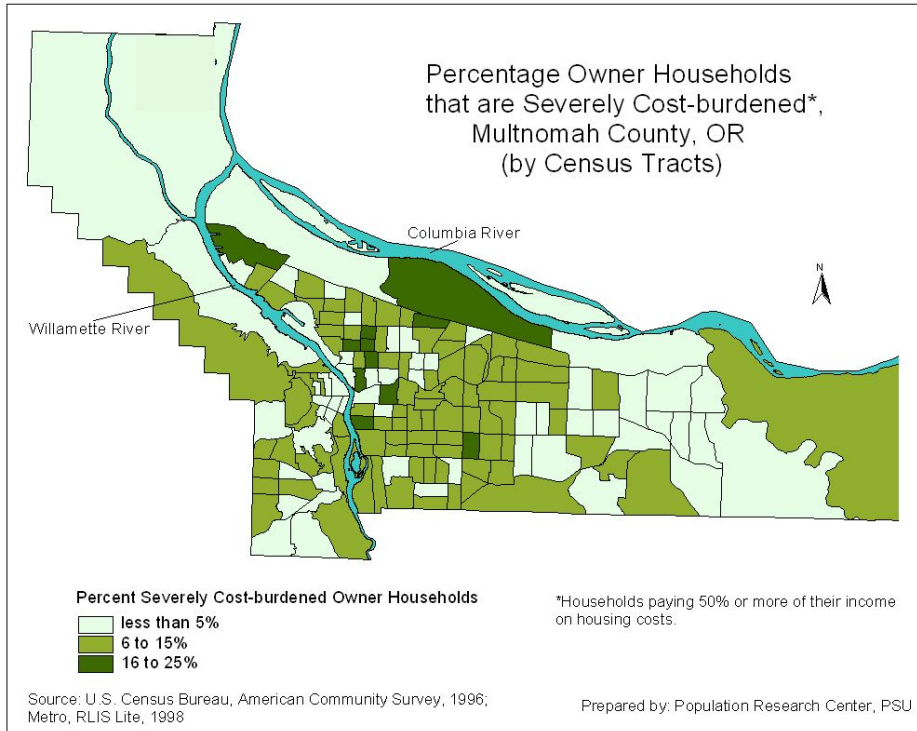 Percentage Owner Households
that are Severely Cost-burdened*,
Multnomah County, OR
(by Census Tracts)
Columbia River
N
Willamette River
Percent Severely Cost-burdened Owner Households
less than 5%
6 to 15%
16 to 25%
*Households paying 50% or more of their income
on housing costs.
Source: U.S. Census Bureau, American Community Survey, 1996;
Metro, RLIS Lite, 1998
Prepared by: Population Research Center, PSU